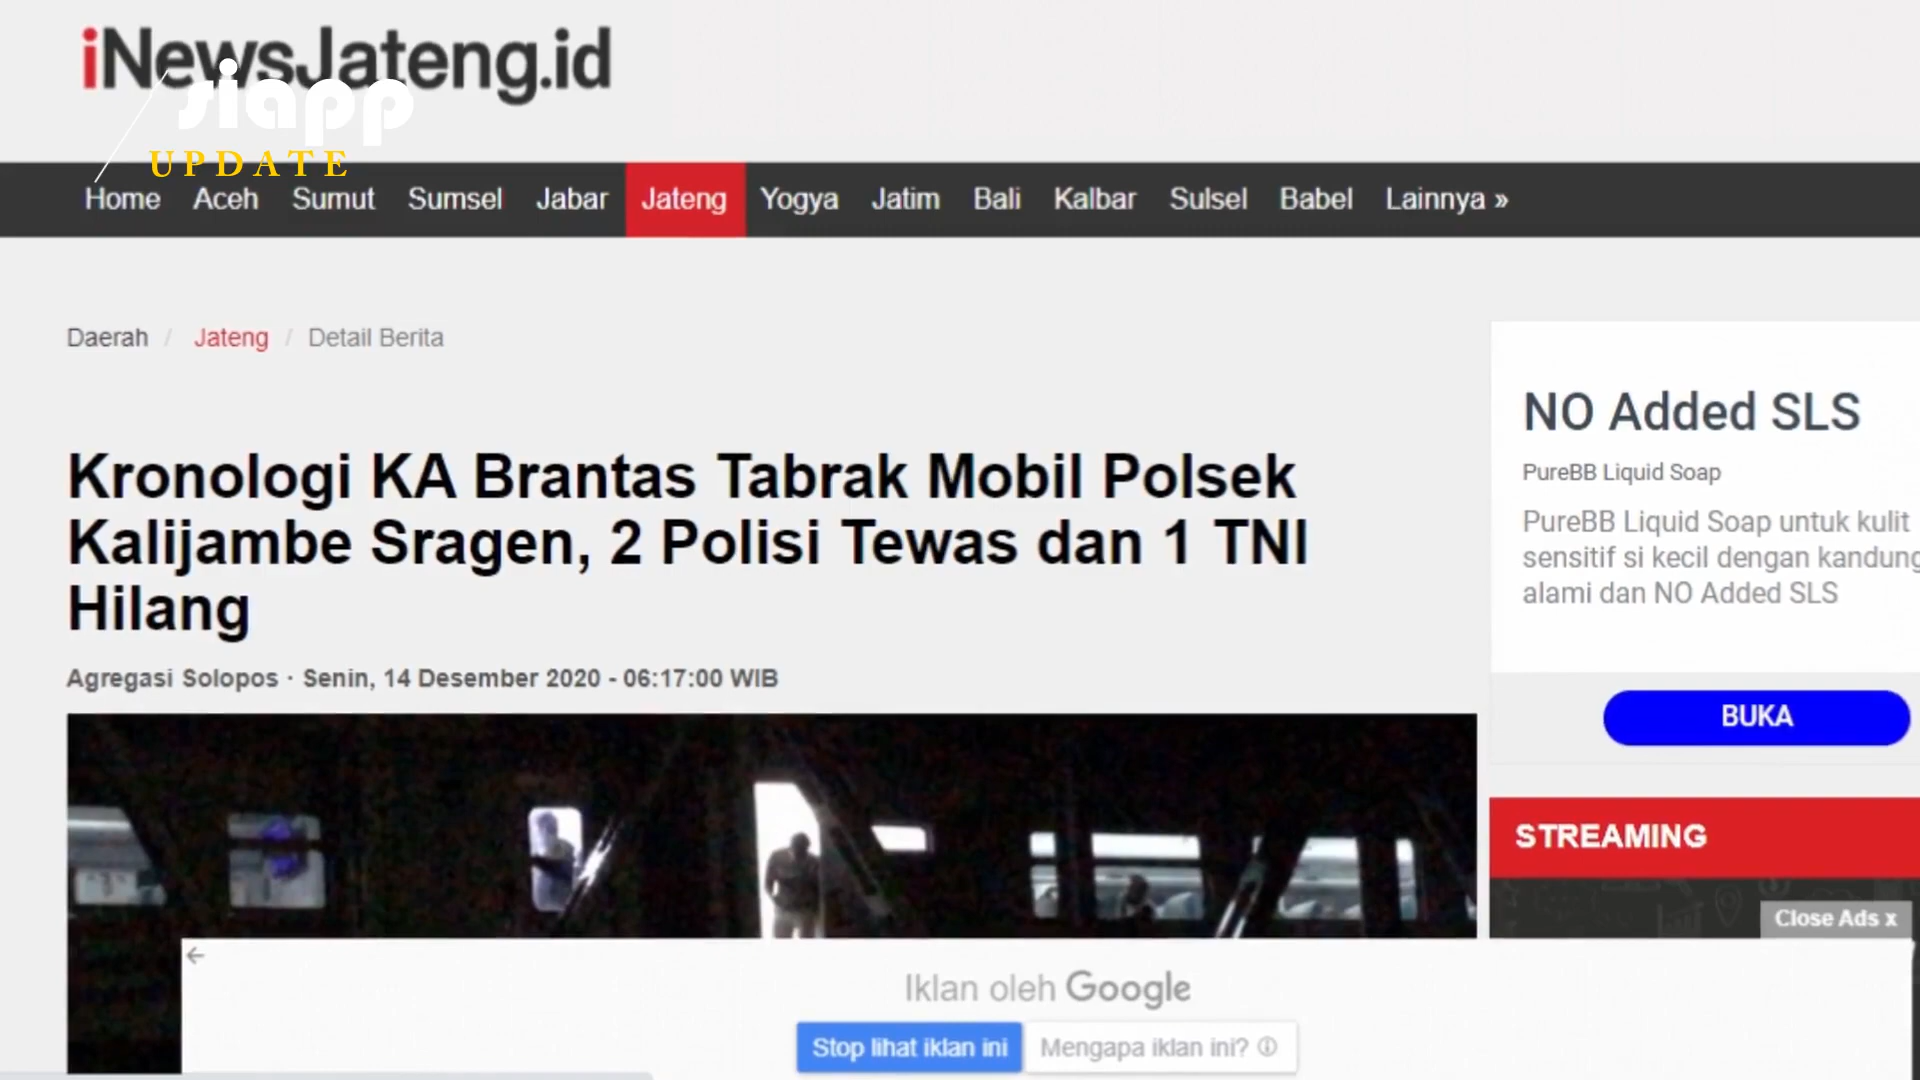 iNewsJateng.id
siapp
UPDATE
Home Aceh Sumut Sumsel Jabar Jateng Yogya Jatim Bali Kalbar Sulsel Babel Lainnya »
Daerah / Jateng / Detail Berita
Kronologi KA Brantas Tabrak Mobil Polsek
Kalijambe Sragen, 2 Polisi Tewas dan 1 TNI
Hilang
Agregasi Solopos · Senin, 14 Desember 2020 - 06:17:00 WIB
NO Added SLS
PureBB Liquid Soap
PureBB Liquid Soap untuk kulit
sensitif si kecil dengan kandung
alami dan NO Added SLS
BUKA
STREAMING
Close Ads x
Iklan oleh Google
Stop lihat iklan ini
Mengapa iklan ini?